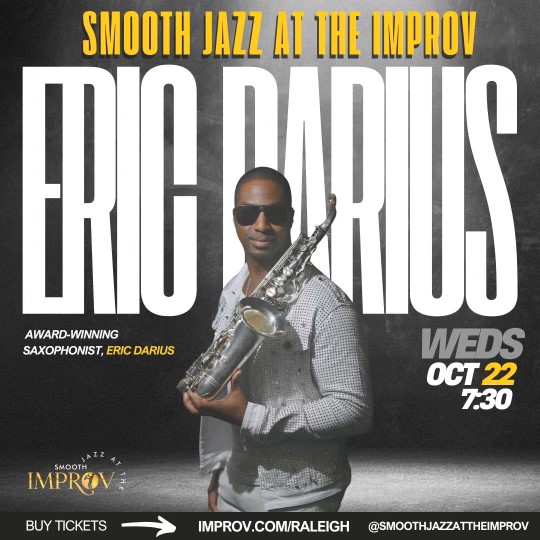 SMOOTH JAZZ AT THE IMPROV
ERIC DARIUS
AWARD-WINNING
SAXOPHONIST, ERIC DARIUS
WEDS
OCT 22
7:30
SMOOTH JAZZ AT THE
IMPROV
BUY TICKETS
IMPROV.COM/RALEIGH
@SMOOTHJAZZATTHEIMPROV